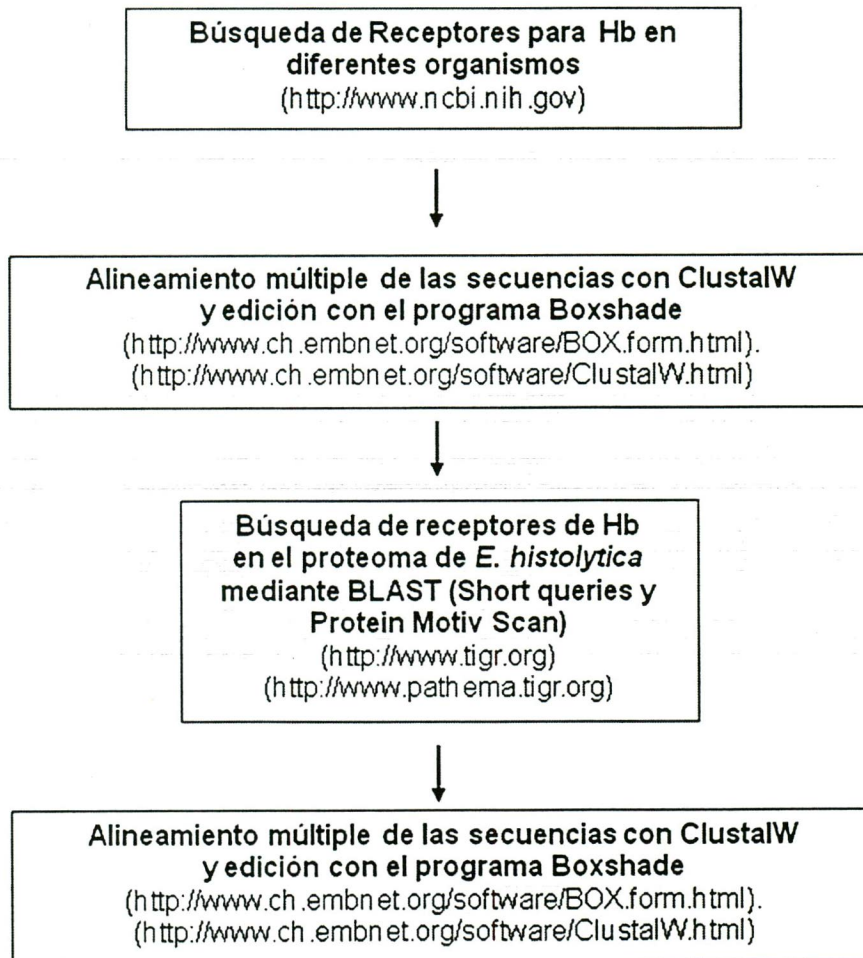 Búsqueda de Receptores para Hb en
diferentes organismos
(http://www.ncbi.nih.gov)
Alineamiento múltiple de las secuencias con ClustalW
y edición con el programa Boxshade
(http://www.ch.embnet.org/software/BOX.form.html).
(http://www.ch.embnet.org/software/ClustalW.html)
Búsqueda de receptores de Hb
en el proteoma de E. histolytica
mediante BLAST (Short queries y
Protein Motiv Scan)
(http://www.tigr.org)
(http://www.pathema.tigr.org)
Alineamiento múltiple de las secuencias con ClustalW
y edición con el programa Boxshade
(http://www.ch.embnet.org/software/BOX.form.html).
(http://www.ch.embnet.org/software/ClustalW.html)